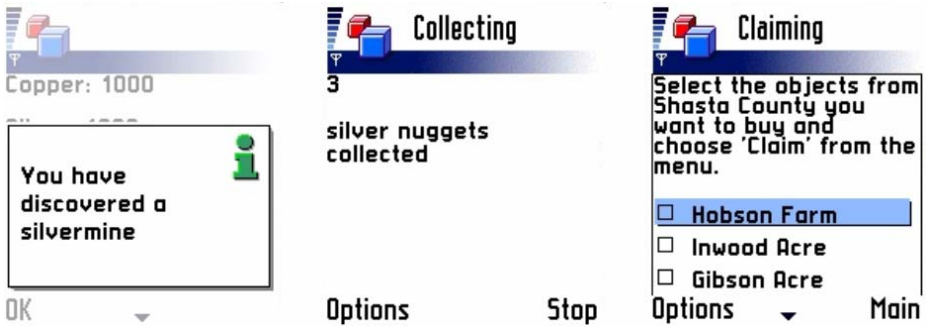 Copper: 1000
You have
discovered a
silvermine
OK
Collecting
3
silver nuggets
collected
Options Stop
Claiming
Select the objects from
Shasta County you
want to buy and
choose 'Claim' from the
menu.
Hobson Farm
Inwood Acre
Gibson Acre
Options Main